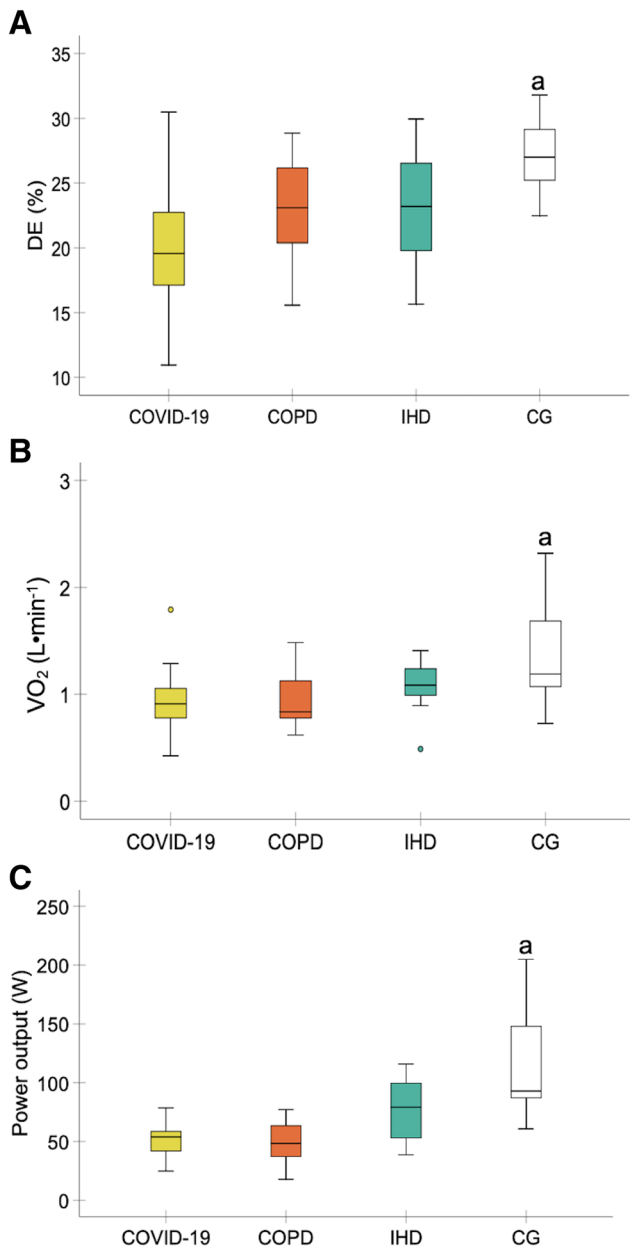 A
DE (%)
35
30
25
20
15
10
a
COVID-19 COPD IHD CG
B
VO₂ (L•min⁻¹)
3
2
1
0
a
COVID-19 COPD IHD CG
C
Power output (W)
250
200
150
100
50
0
a
COVID-19 COPD IHD CG